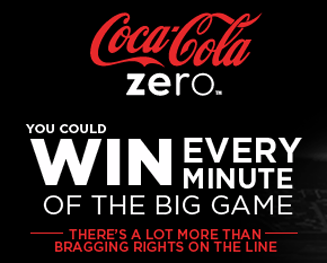 Coca-Cola
zero™
YOU COULD
WIN EVERY MINUTE
OF THE BIG GAME
THERE'S A LOT MORE THAN
BRAGGING RIGHTS ON THE LINE